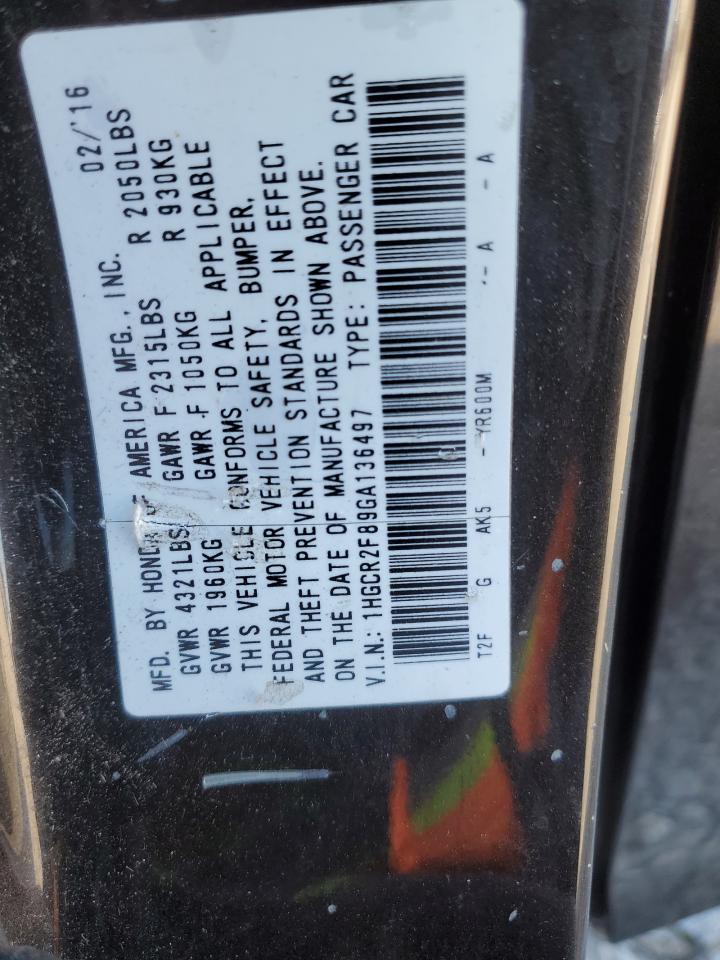 MFD. BY HONDA OF AMERICA MFG., INC. 02/'16
GVWR 4321LBS GAWR F 2315LBS R 2050LBS
GVWR 1960KG GAWR F 1050KG R 930KG
THIS VEHICLE CONFORMS TO ALL APPLICABLE
FEDERAL MOTOR VEHICLE SAFETY, BUMPER,
AND THEFT PREVENTION STANDARDS IN EFFECT
ON THE DATE OF MANUFACTURE SHOWN ABOVE.
V.I.N.: 1HGCR2F89GA136497 TYPE: PASSENGER CAR
T2F G AK5 - YR600M - A - A